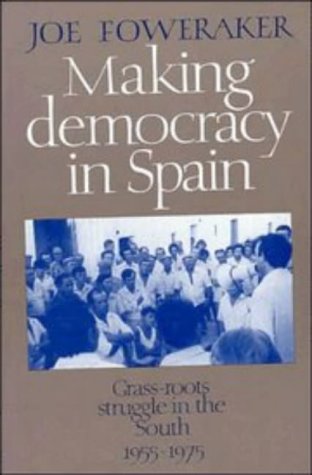 JOE FOWERAKER
Making
democracy
in Spain
Grass-roots
struggle in the
South
1955-1975